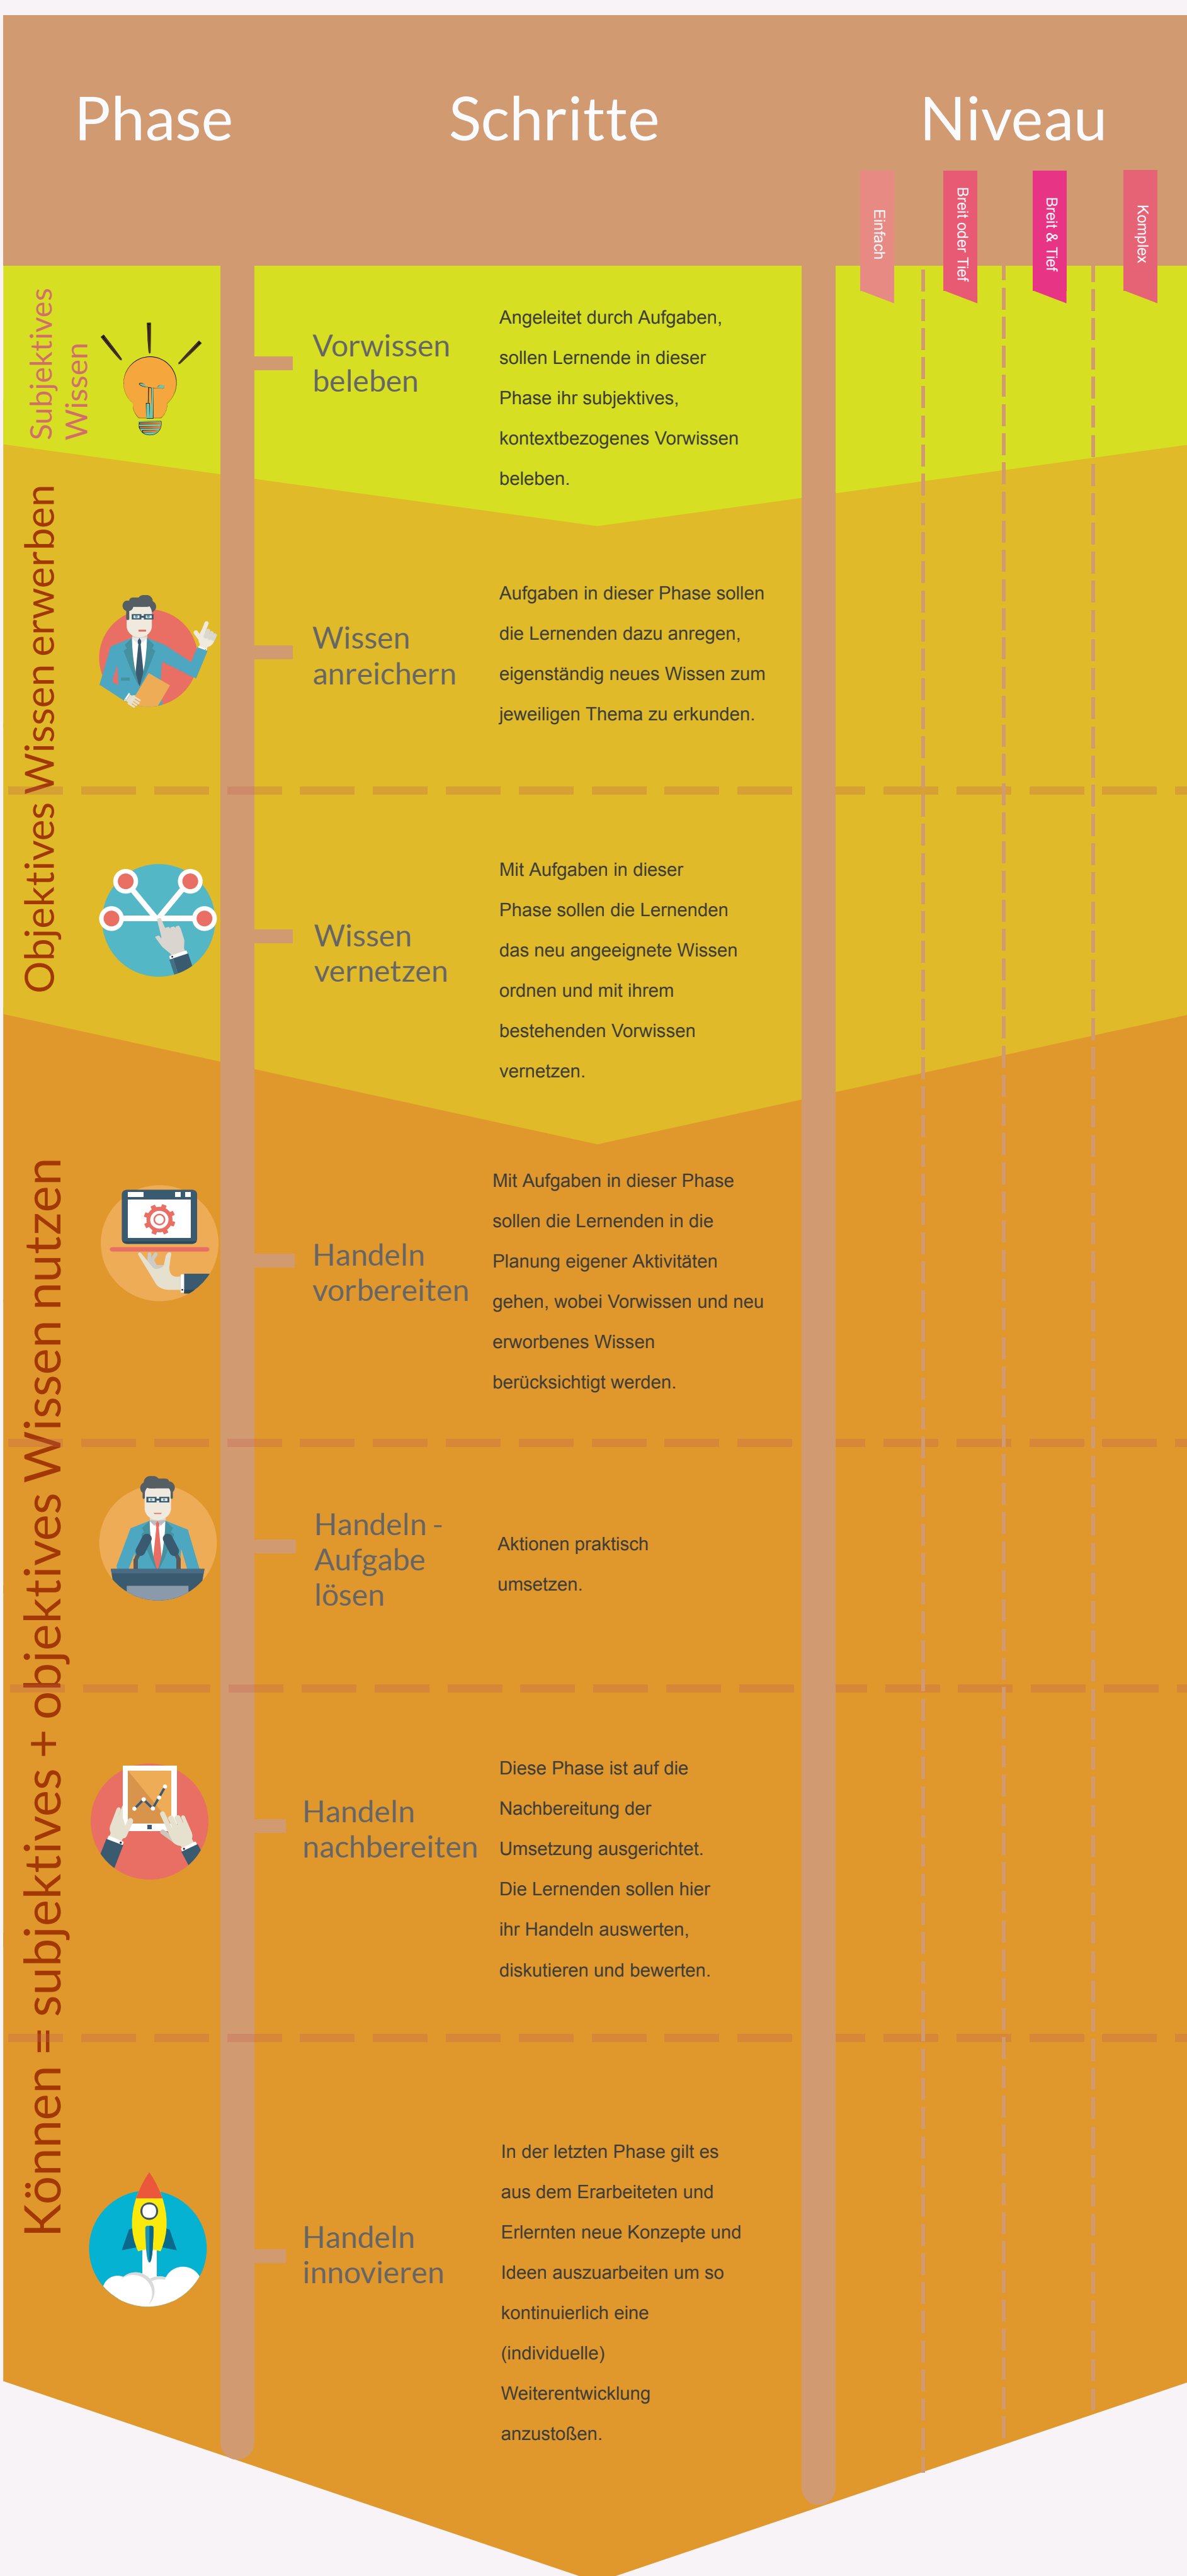 Phase
Schritte
Niveau
Einfach
Breit oder Tief
Breit & Tief
Komplex
Subjektives
Wissen
Vorwissen
beleben
Angeleitet durch Aufgaben,
sollen Lernende in dieser
Phase ihr subjektives,
kontextbezogenes Vorwissen
beleben.
Objektives Wissen erwerben
Wissen
anreichern
Aufgaben in dieser Phase sollen
die Lernenden dazu anregen,
eigenständig neues Wissen zum
jeweiligen Thema zu erkunden.
Wissen
vernetzen
Mit Aufgaben in dieser
Phase sollen die Lernenden
das neu angeeignete Wissen
ordnen und mit ihrem
bestehenden Vorwissen
vernetzen.
Können = subjektives + objektives Wissen nutzen
Handeln
vorbereiten
Mit Aufgaben in dieser Phase
sollen die Lernenden in die
Planung eigener Aktivitäten
gehen, wobei Vorwissen und neu
erworbenes Wissen
berücksichtigt werden.
Handeln -
Aufgabe
lösen
Aktionen praktisch
umsetzen.
Handeln
nachbereiten
Diese Phase ist auf die
Nachbereitung der
Umsetzung ausgerichtet.
Die Lernenden sollen hier
ihr Handeln auswerten,
diskutieren und bewerten.
Handeln
innovieren
In der letzten Phase gilt es
aus dem Erarbeiteten und
Erlernten neue Konzepte und
Ideen auszuarbeiten um so
kontinuierlich eine
(individuelle)
Weiterentwicklung
anzustoßen.